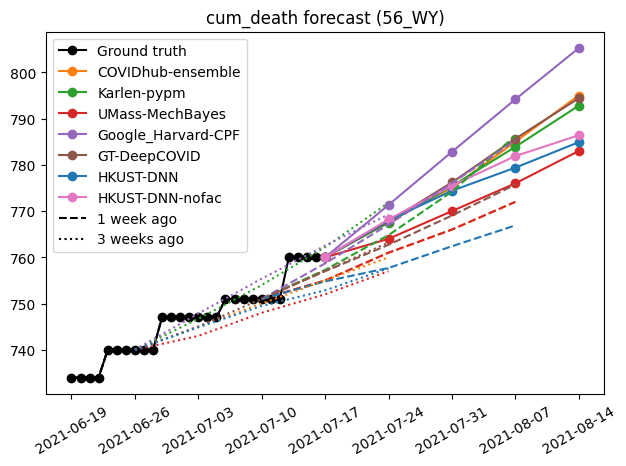 cum_death forecast (56_WY)
Ground truth
COVIDhub-ensemble
Karlen-pypm
UMass-MechBayes
Google_Harvard-CPF
GT-DeepCOVID
HKUST-DNN
HKUST-DNN-nofac
1 week ago
3 weeks ago
800
790
780
770
760
750
740
2021-06-19
2021-06-26
2021-07-03
2021-07-10
2021-07-17
2021-07-24
2021-07-31
2021-08-07
2021-08-14